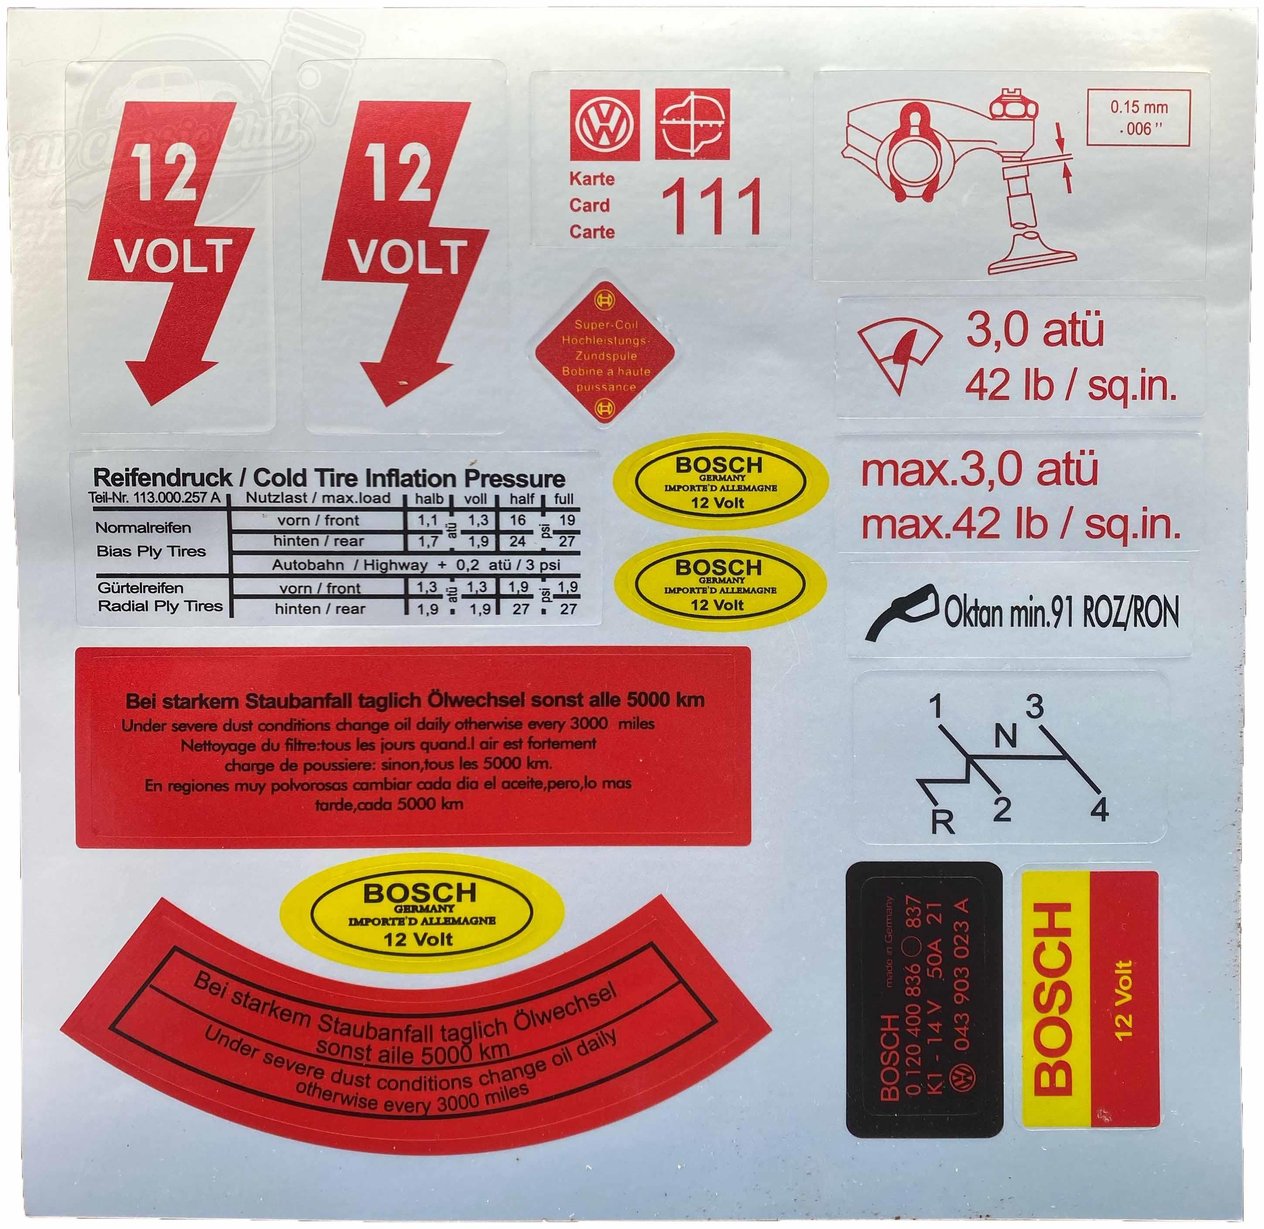 VW classic Club
12
VOLT
12
VOLT
Karte
Card
Carte
111
0.15 mm
.006"
Super-Coil
Hochleistungs-
Zundspule
Bobine a haute
puissance
3,0 atü
42 lb / sq.in.
max.3,0 atü
max.42 lb / sq.in.
Reifendruck / Cold Tire Inflation Pressure
Teil-Nr. 113.000.257 A Nutzlast / max.load halb voll half full
Normalreifen vorn / front 1,1 atü 1,3 16 psi 19
Bias Ply Tires hinten / rear 1,7 1,9 24 27
Autobahn / Highway + 0,2 atü / 3 psi
Gürtelreifen vorn / front 1,3 atü 1,3 1,9 psi 1,9
Radial Ply Tires hinten / rear 1,9 1,9 27 27
BOSCH
GERMANY
IMPORTE'D ALLEMAGNE
12 Volt
BOSCH
GERMANY
IMPORTE'D ALLEMAGNE
12 Volt
Oktan min.91 ROZ/RON
Bei starkem Staubanfall taglich Ölwechsel sonst alle 5000 km
Under severe dust conditions change oil daily otherwise every 3000 miles
Nettoyage du filtre:tous les jours quand.l air est fortement
charge de poussiere: sinon,tous les 5000 km.
En regiones muy polvorosas cambiar cada dia el aceite,pero,lo mas
tarde,cada 5000 km
1 3
N
R 2 4
BOSCH
GERMANY
IMPORTE'D ALLEMAGNE
12 Volt
Bei starkem Staubanfall taglich Ölwechsel
sonst aile 5000 km
Under severe dust conditions change oil daily
otherwise every 3000 miles
BOSCH made in Germany
0 120 400 836 837
K1 - 14 V 50A 21
043 903 023 A
BOSCH
12 Volt